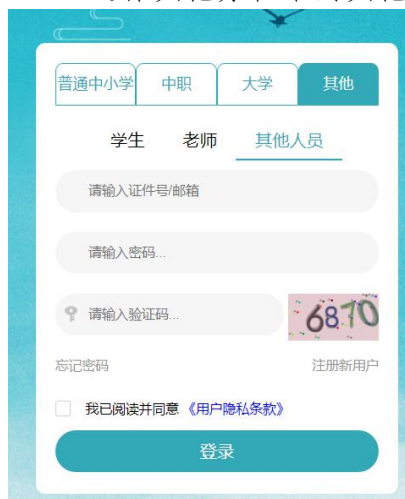 普通中小学 中职 大学 其他
学生 老师 其他人员
请输入证件号/邮箱
请输入密码...
请输入验证码... 6870
忘记密码 注册新用户
我已阅读并同意《用户隐私条款》
登录